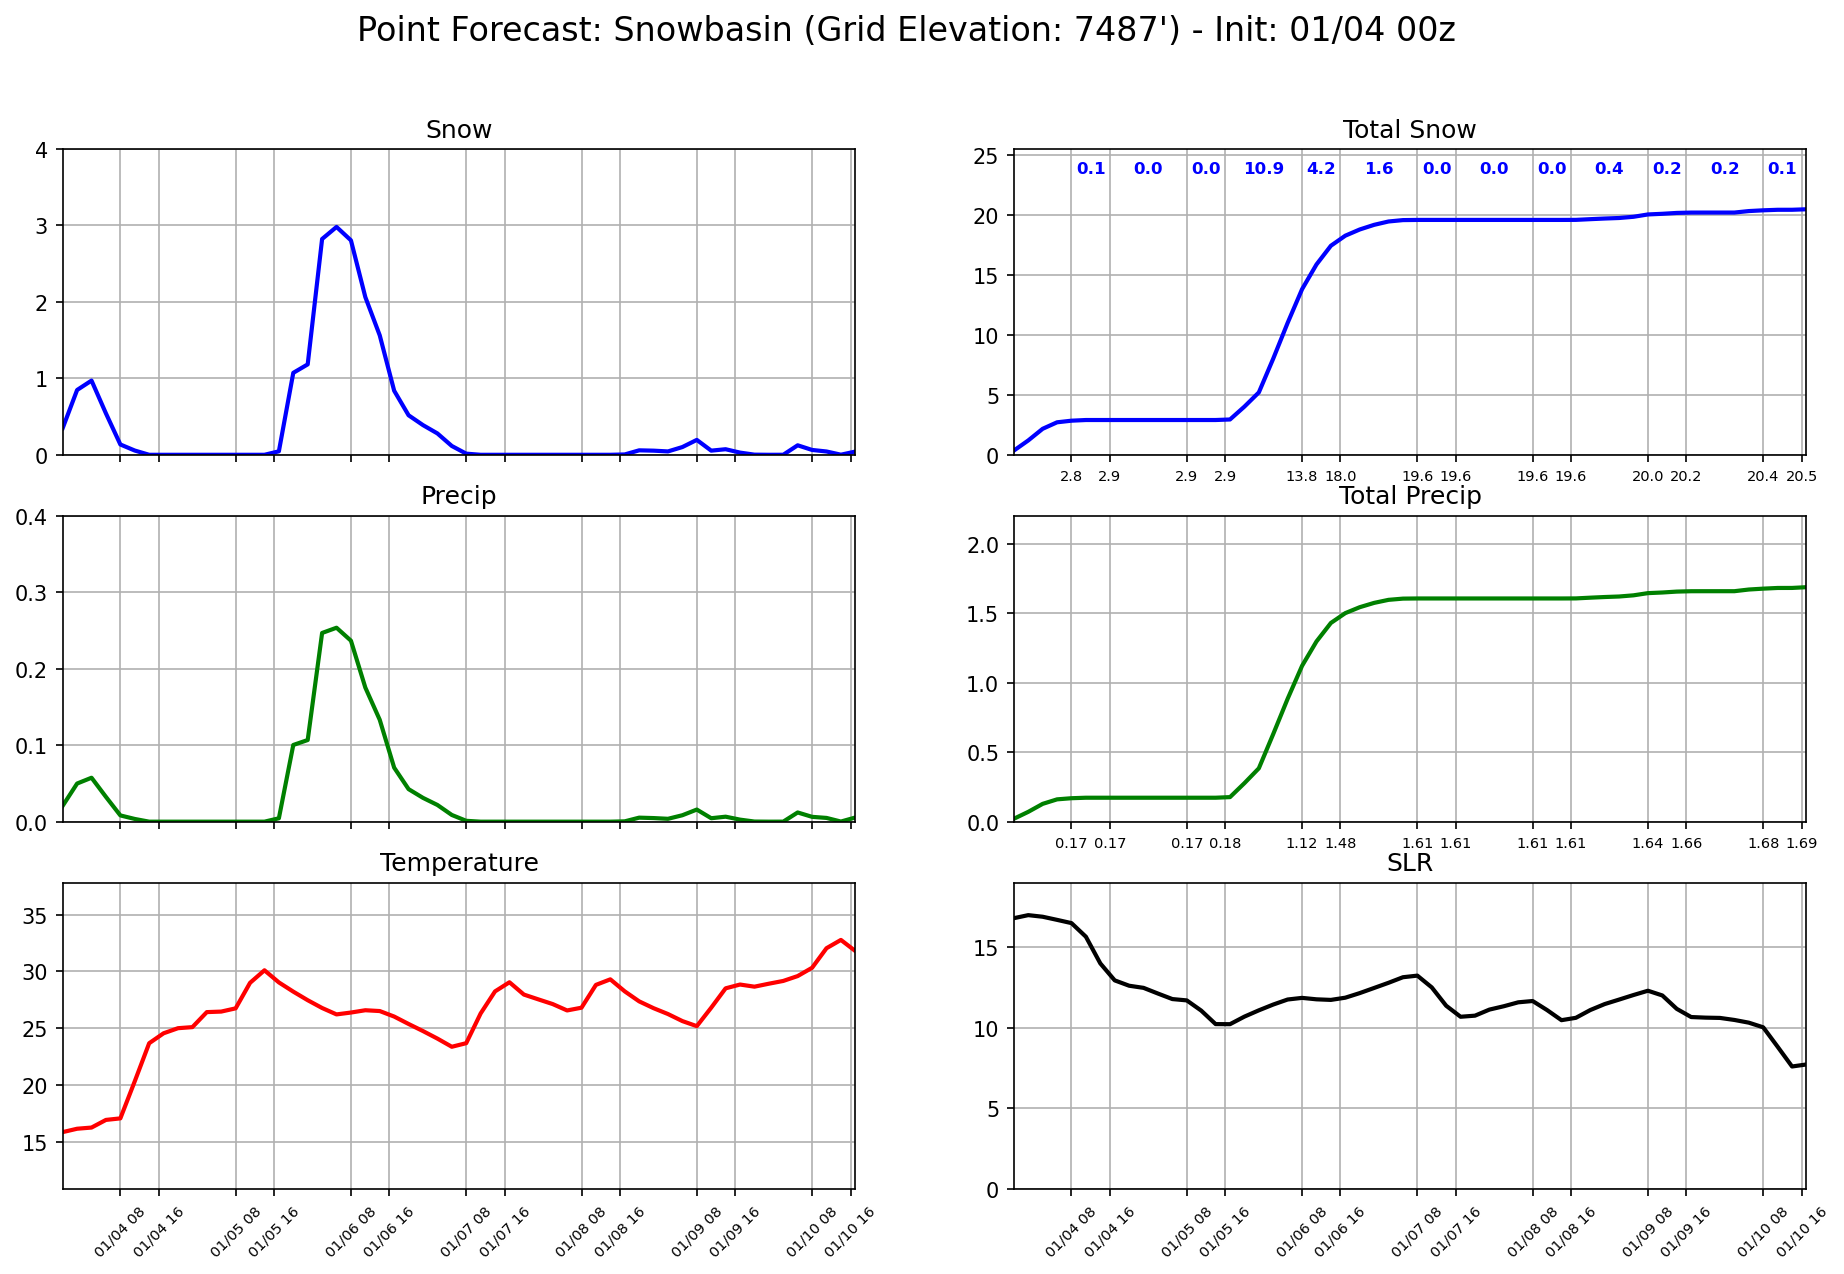 Point Forecast: Snowbasin (Grid Elevation: 7487') - Init: 01/04 00z
Snow
4
3
2
1
0
Total Snow
25
20
15
10
5
0
0.1 0.0 0.0 10.9 4.2 1.6 0.0 0.0 0.0 0.4 0.2 0.2 0.1
2.8 2.9 2.9 2.9 13.8 18.0 19.6 19.6 19.6 19.6 20.0 20.2 20.4 20.5
Precip
0.4
0.3
0.2
0.1
0.0
Total Precip
2.0
1.5
1.0
0.5
0.0
0.17 0.17 0.17 0.18 1.12 1.48 1.61 1.61 1.61 1.61 1.64 1.66 1.68 1.69
Temperature
35
30
25
20
15
01/04 08 01/04 16 01/05 08 01/05 16 01/06 08 01/06 16 01/07 08 01/07 16 01/08 08 01/08 16 01/09 08 01/09 16 01/10 08 01/10 16
SLR
15
10
5
0
01/04 08 01/04 16 01/05 08 01/05 16 01/06 08 01/06 16 01/07 08 01/07 16 01/08 08 01/08 16 01/09 08 01/09 16 01/10 08 01/10 16